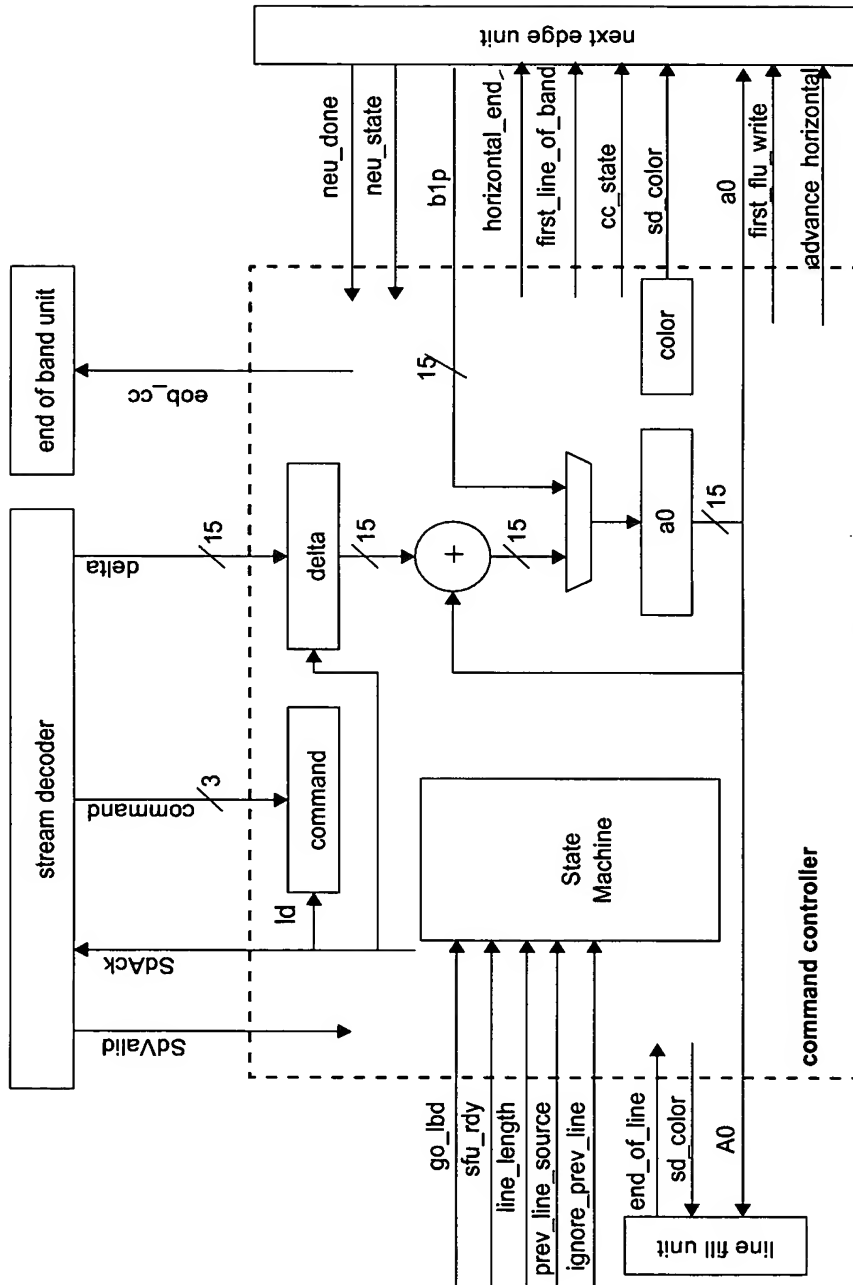 stream decoder
end of band unit
SdValid
SdAck
command
3
delta
15
eob_cc
neu_done
neu_state
b1p
horizontal_end
first_line_of_band
cc_state
sd_color
a0
first_flu_write
advance_horizontal
next edge unit
ld
command
delta
15
+
15
15
a0
15
color
State
Machine
go_lbd
sfu_rdy
line_length
prev_line_source
ignore_prev_line
end_of_line
sd_color
A0
line fill unit
command controller